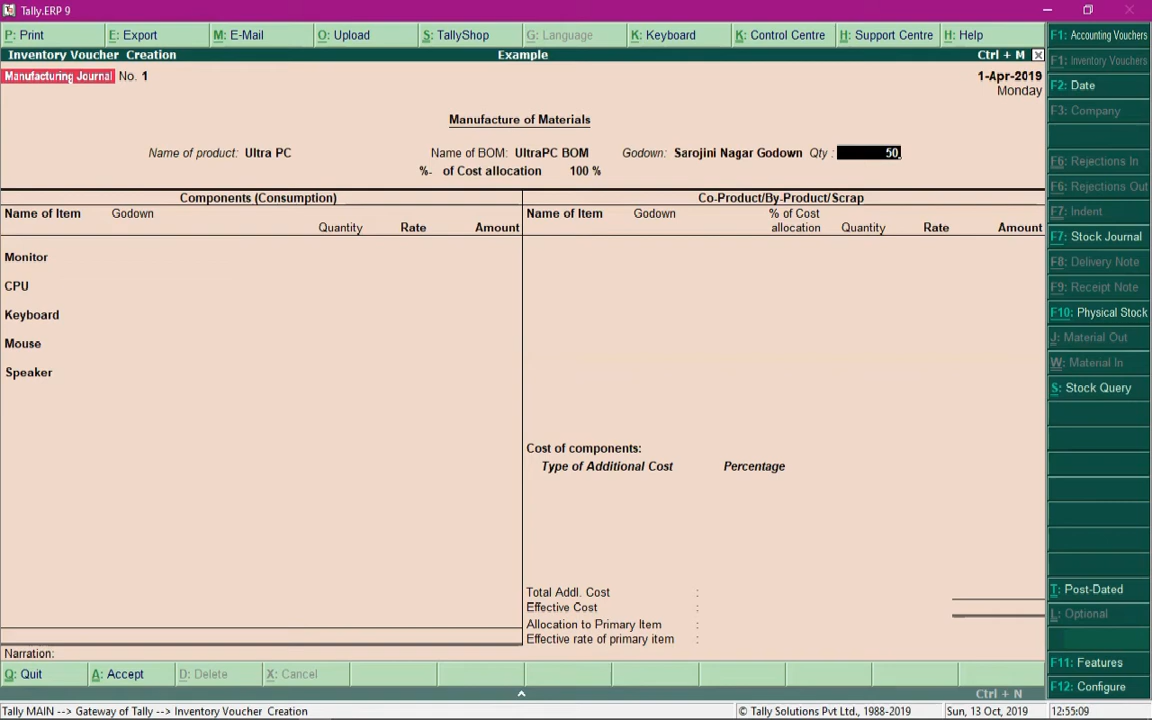 Tally.ERP 9
P: Print E: Export M: E-Mail O: Upload S: TallyShop G: Language K: Keyboard K: Control Centre H: Support Centre H: Help
Inventory Voucher Creation Example Ctrl + M
Manufacturing Journal No. 1 1-Apr-2019
Monday
Manufacture of Materials
Name of product: Ultra PC Name of BOM: UltraPC BOM Godown: Sarojini Nagar Godown Qty : 50
%- of Cost allocation 100 %
Components (Consumption) Co-Product/By-Product/Scrap
Name of Item Godown Quantity Rate Amount
Name of Item Godown % of Cost allocation Quantity Rate Amount
Monitor
CPU
Keyboard
Mouse
Speaker
Cost of components:
Type of Additional Cost Percentage
Total Addl. Cost :
Effective Cost :
Allocation to Primary Item :
Effective rate of primary item :
Narration:
Q: Quit A: Accept D: Delete X: Cancel
Ctrl + N
F1: Accounting Vouchers
F1: Inventory Vouchers
F2: Date
F3: Company
F6: Rejections In
F6: Rejections Out
F7: Indent
F7: Stock Journal
F8: Delivery Note
F9: Receipt Note
F10: Physical Stock
J: Material Out
W: Material In
S: Stock Query
T: Post-Dated
L: Optional
F11: Features
F12: Configure
Tally MAIN --> Gateway of Tally --> Inventory Voucher Creation © Tally Solutions Pvt Ltd., 1988-2019 Sun, 13 Oct, 2019 12:55:09